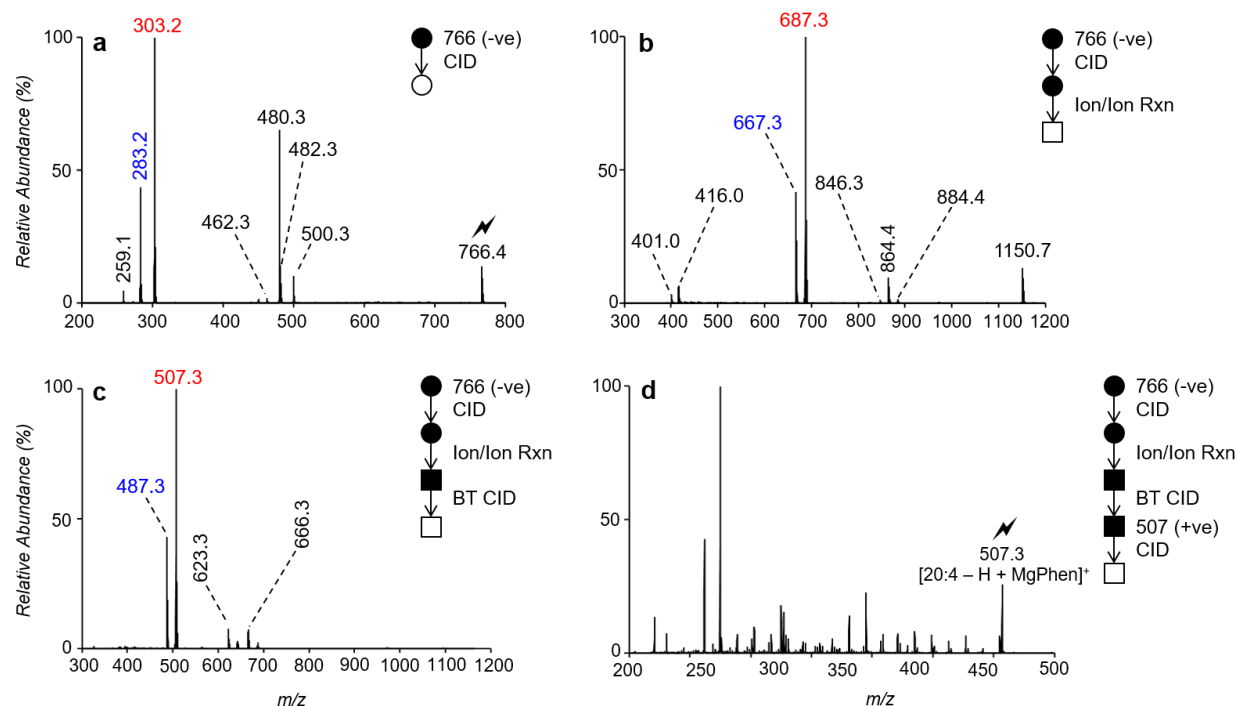 a
303.2
283.2
259.1
462.3
480.3
482.3
500.3
766.4
766 (-ve)
CID
Relative Abundance (%)
100
50
0
200 300 400 500 600 700 800
b
687.3
667.3
401.0
416.0
846.3
864.4
884.4
1150.7
766 (-ve)
CID
Ion/Ion Rxn
100
50
0
300 400 500 600 700 800 900 1000 1100 1200
c
507.3
487.3
623.3
666.3
766 (-ve)
CID
Ion/Ion Rxn
BT CID
Relative Abundance (%)
100
50
0
300 400 500 600 700 800 900 1000 1100 1200
m/z
d
507.3
[20:4 – H + MgPhen]⁺
766 (-ve)
CID
Ion/Ion Rxn
BT CID
507 (+ve)
CID
100
50
0
200 250 300 350 400 450 500
m/z